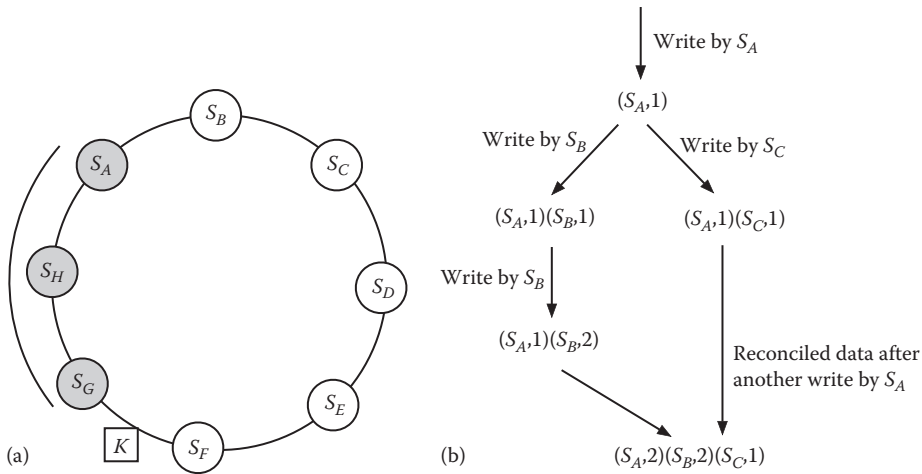 S_B
S_A
S_C
S_H
S_D
S_G
S_E
K
S_F
(a)
Write by S_A
(S_A,1)
Write by S_B
Write by S_C
(S_A,1)(S_B,1)
(S_A,1)(S_C,1)
Write by S_B
(S_A,1)(S_B,2)
Reconciled data after
another write by S_A
(b)
(S_A,2)(S_B,2)(S_C,1)